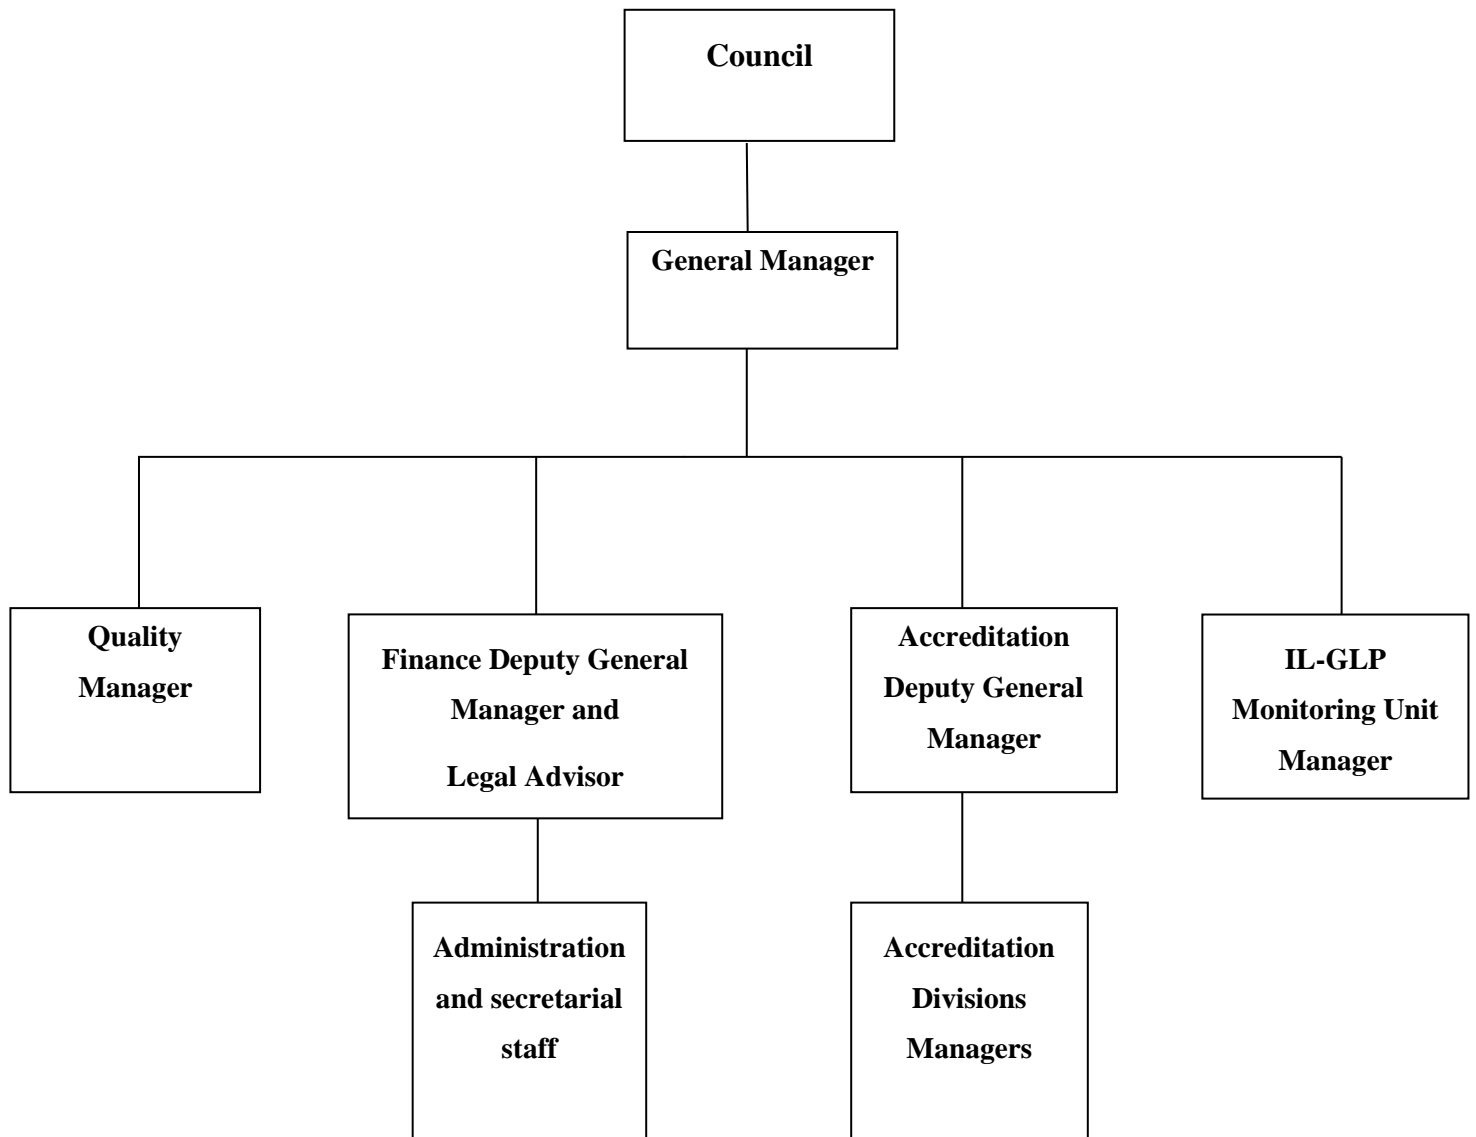 Council
General Manager
Quality
Manager
Finance Deputy General
Manager and
Legal Advisor
Accreditation
Deputy General
Manager
IL-GLP
Monitoring Unit
Manager
Administration
and secretarial
staff
Accreditation
Divisions
Managers